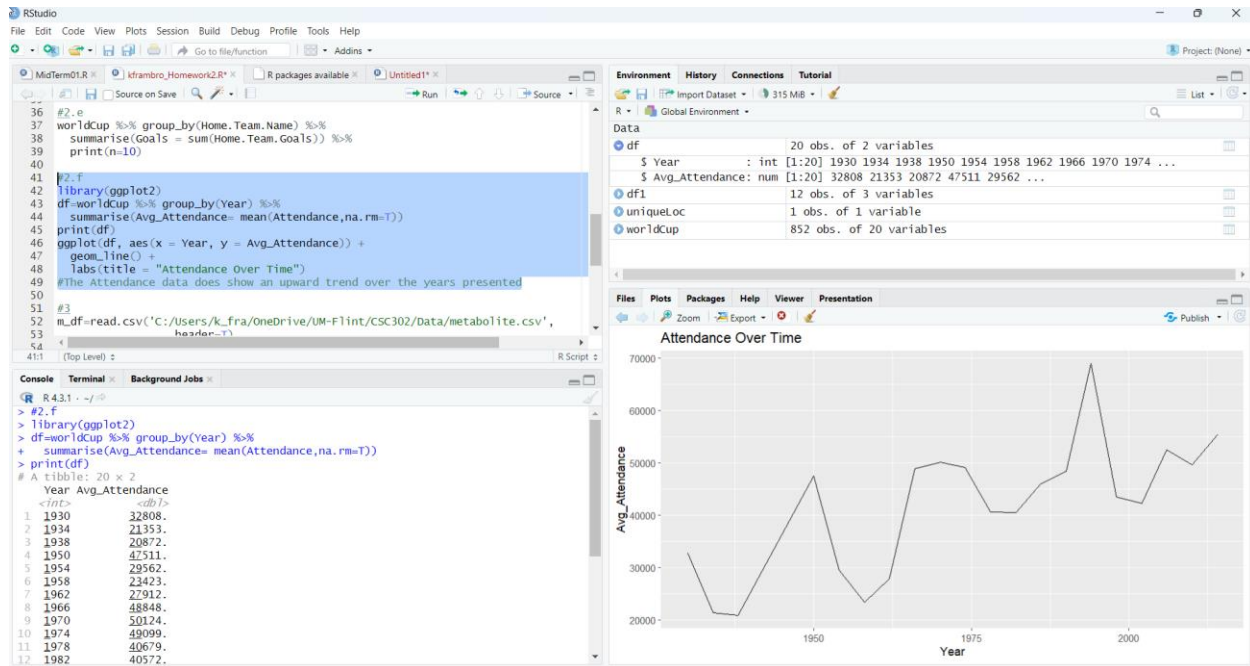 RStudio
File Edit Code View Plots Session Build Debug Profile Tools Help
Go to file/function
Addins
Project: (None)
MidTerm01.R
kframbro_Homework2.R*
R packages available
Untitled1*
Source on Save
Run
Source
36 #2.e
37 worldCup %>% group_by(Home.Team.Name) %>%
38 summarise(Goals = sum(Home.Team.Goals)) %>%
39 print(n=10)
40
41 #2.f
42 library(ggplot2)
43 df=worldCup %>% group_by(Year) %>%
44 summarise(Avg_Attendance= mean(Attendance,na.rm=T))
45 print(df)
46 ggplot(df, aes(x = Year, y = Avg_Attendance)) +
47 geom_line() +
48 labs(title = "Attendance Over Time")
49 #The Attendance data does show an upward trend over the years presented
50
51 #3
52 m_df=read.csv('C:/Users/k_fra/OneDrive/UM-Flint/CSC302/Data/metabolite.csv',
53 header=T)
54
41:1 (Top Level)
R Script
Console Terminal Background Jobs
R 4.3.1 · ~/
> #2.f
> library(ggplot2)
> df=worldCup %>% group_by(Year) %>%
+ summarise(Avg_Attendance= mean(Attendance,na.rm=T))
> print(df)
# A tibble: 20 × 2
Year Avg_Attendance
<int> <dbl>
1 1930 32808.
2 1934 21353.
3 1938 20872.
4 1950 47511.
5 1954 29562.
6 1958 23423.
7 1962 27912.
8 1966 48848.
9 1970 50124.
10 1974 49099.
11 1978 40679.
12 1982 40572.
Environment History Connections Tutorial
Import Dataset
315 MiB
List
R
Global Environment
Data
df 20 obs. of 2 variables
$ Year : int [1:20] 1930 1934 1938 1950 1954 1958 1962 1966 1970 1974 ...
$ Avg_Attendance: num [1:20] 32808 21353 20872 47511 29562 ...
df1 12 obs. of 3 variables
uniqueLoc 1 obs. of 1 variable
worldCup 852 obs. of 20 variables
Files Plots Packages Help Viewer Presentation
Zoom
Export
Publish
Attendance Over Time
70000
60000
50000
40000
30000
20000
Avg_Attendance
1950 1975 2000
Year